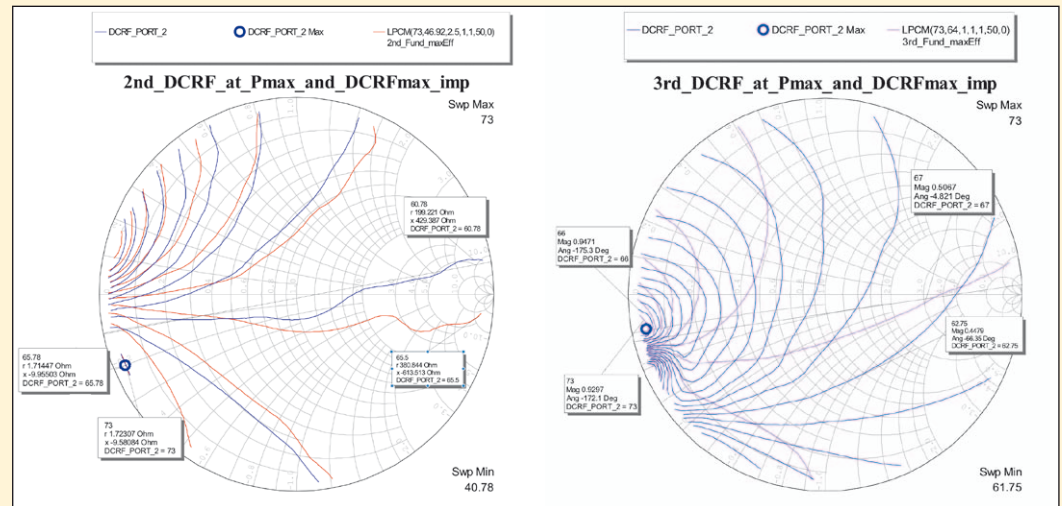 DCRF_PORT_2
DCRF_PORT_2 Max
LPCM(73,46.92,2.5,1,1,50,0)
2nd_Fund_maxEff
2nd_DCRF_at_Pmax_and_DCRFmax_imp
Swp Max
73
60.78
r 199.221 Ohm
x 429.387 Ohm
DCRF_PORT_2 = 60.78
65.78
r 1.71447 Ohm
x -9.95503 Ohm
DCRF_PORT_2 = 65.78
65.5
r 380.844 Ohm
x -613.513 Ohm
DCRF_PORT_2 = 65.5
73
r 1.72307 Ohm
x -9.58084 Ohm
DCRF_PORT_2 = 73
Swp Min
40.78
DCRF_PORT_2
DCRF_PORT_2 Max
LPCM(73,64,1,1,1,50,0)
3rd_Fund_maxEff
3rd_DCRF_at_Pmax_and_DCRFmax_imp
Swp Max
73
67
Mag 0.5067
Ang -4.821 Deg
DCRF_PORT_2 = 67
66
Mag 0.9471
Ang -175.3 Deg
DCRF_PORT_2 = 66
62.75
Mag 0.4479
Ang -66.35 Deg
DCRF_PORT_2 = 62.75
73
Mag 0.9297
Ang -172.1 Deg
DCRF_PORT_2 = 73
Swp Min
61.75